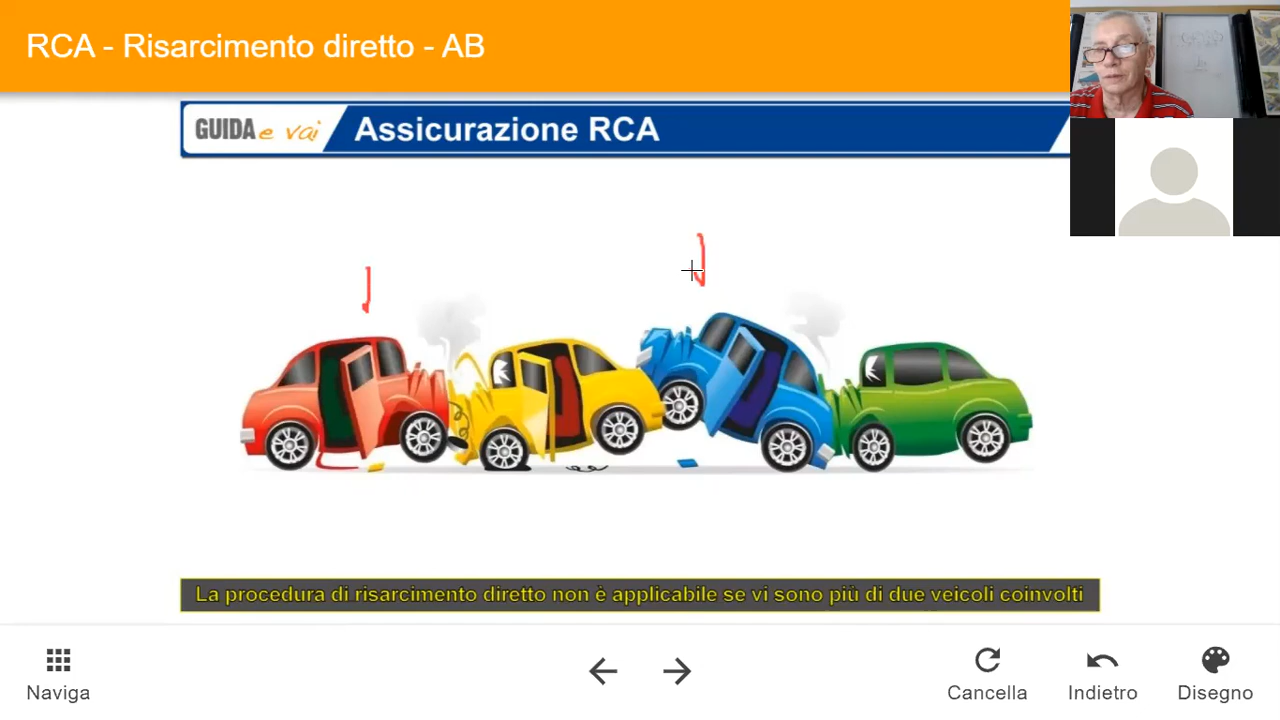 RCA - Risarcimento diretto - AB
GUIDA e vai
Assicurazione RCA
La procedura di risarcimento diretto non è applicabile se vi sono più di due veicoli coinvolti
Naviga
Cancella
Indietro
Disegno